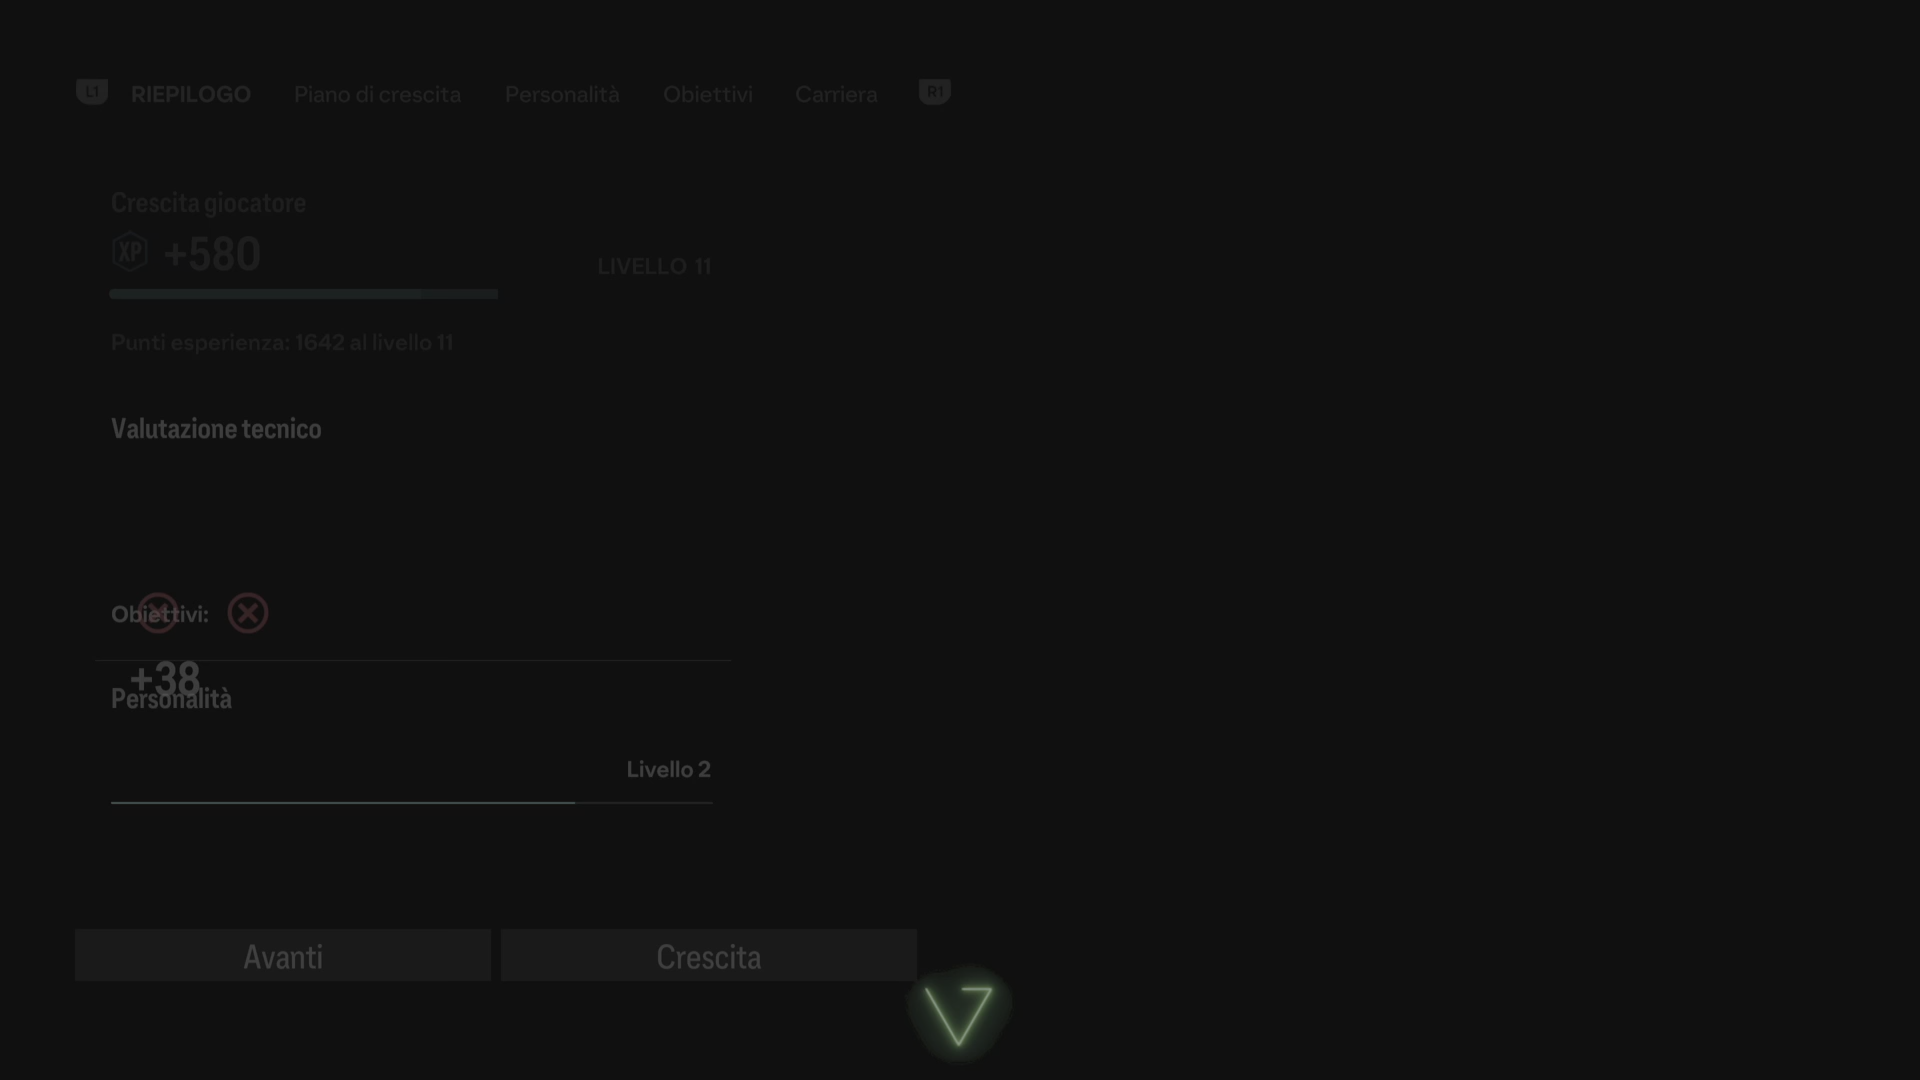 L1 RIEPILOGO Piano di crescita Personalità Obiettivi Carriera R1
Crescita giocatore
XP +580
LIVELLO 11
Punti esperienza: 1642 al livello 11
Valutazione tecnico
Obiettivi:
+38
Personalità
Livello 2
Avanti Crescita